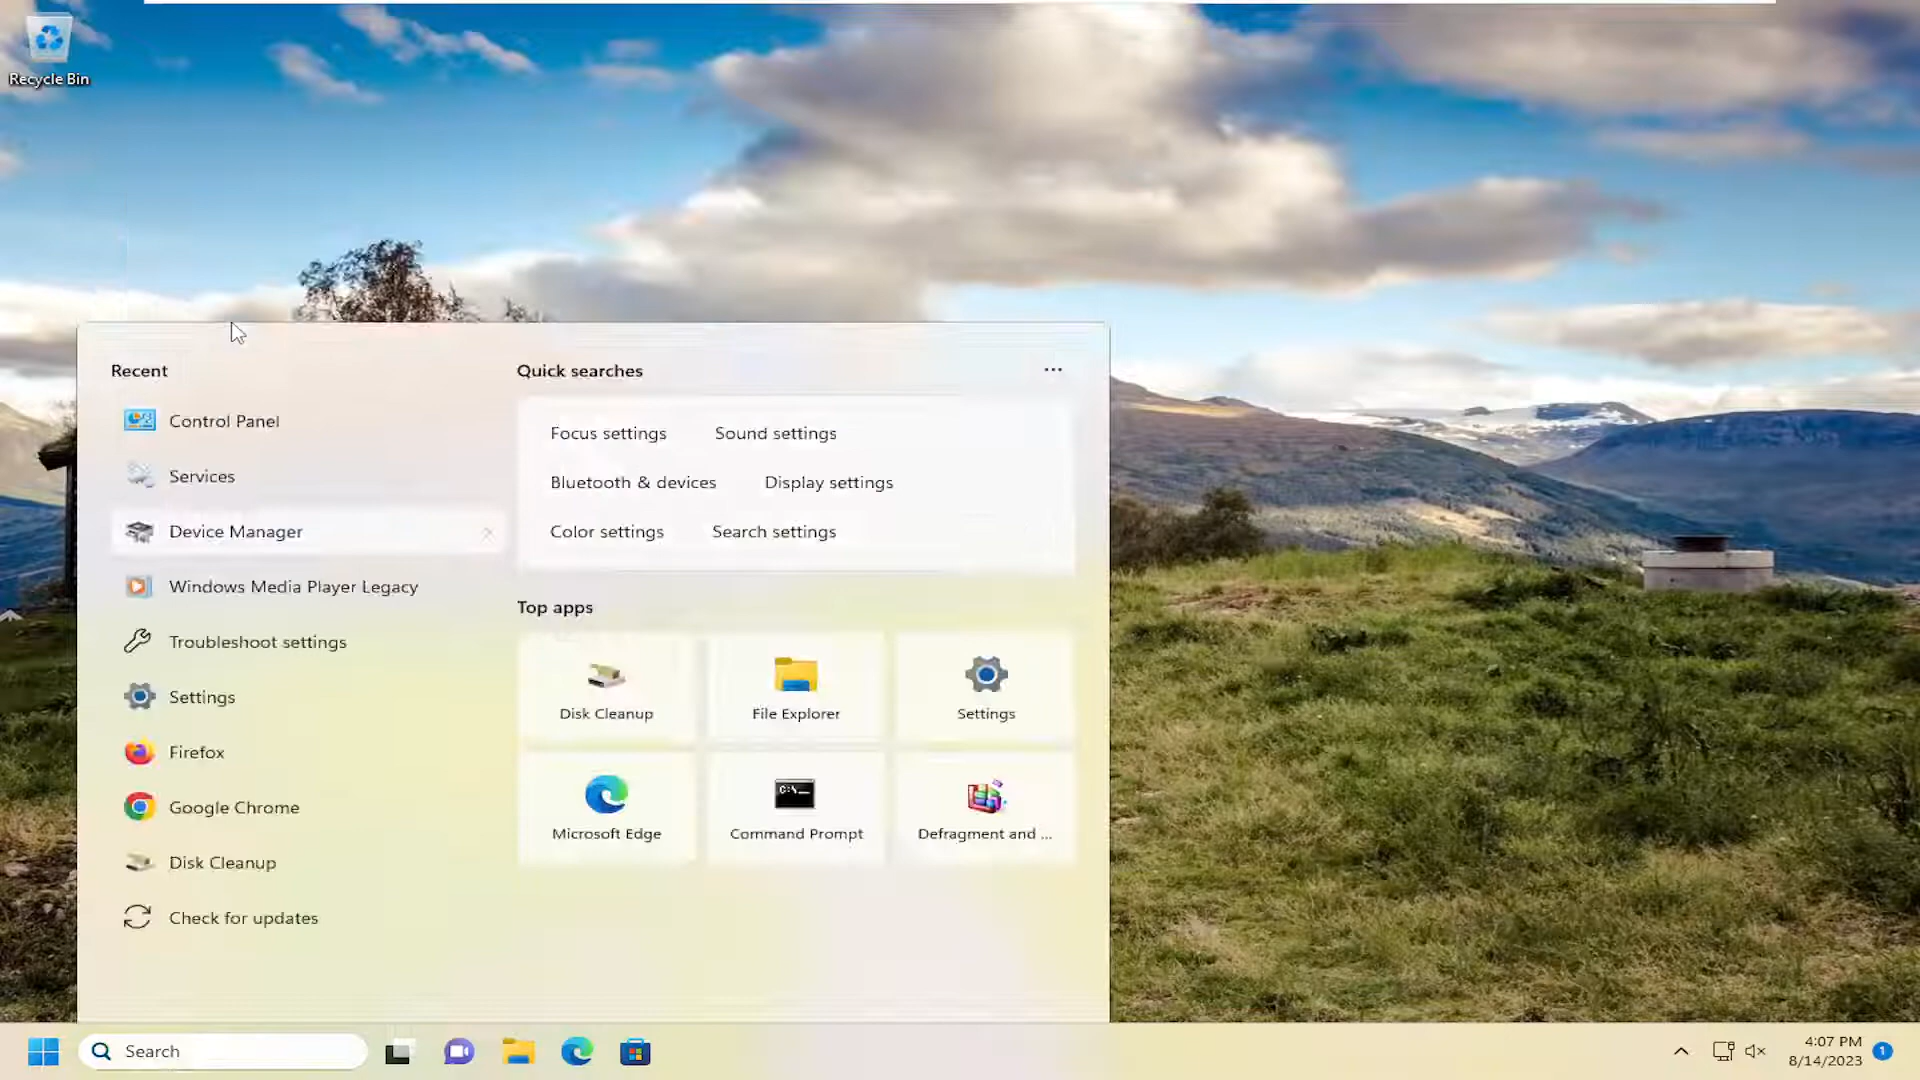 Recycle Bin
Recent
Control Panel
Services
Device Manager
Windows Media Player Legacy
Troubleshoot settings
Settings
Firefox
Google Chrome
Disk Cleanup
Check for updates
Quick searches
Focus settings Sound settings
Bluetooth & devices Display settings
Color settings Search settings
Top apps
Disk Cleanup File Explorer Settings
C:\
Microsoft Edge Command Prompt Defragment and ...
Search
4:07 PM
8/14/2023
1